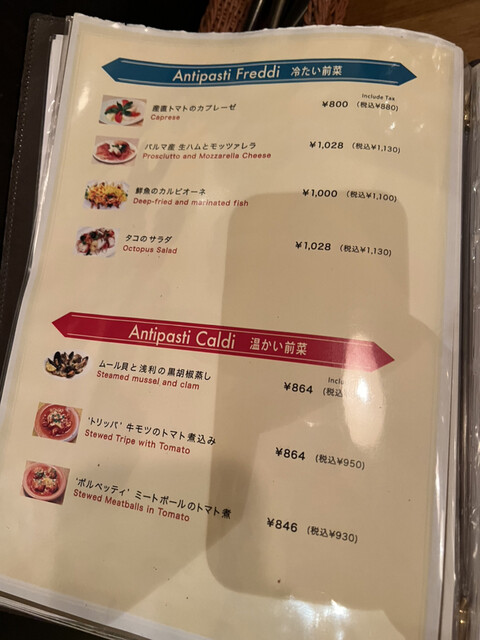 Antipasti Freddi 冷たい前菜
Include Tax
産直トマトのカプレーゼ ¥800 (税込¥880)
Caprese
パルマ産 生ハムとモッツァレラ ¥1,028 (税込¥1,130)
Prosciutto and Mozzarella Cheese
鮮魚のカルピオーネ ¥1,000 (税込¥1,100)
Deep-fried and marinated fish
タコのサラダ ¥1,028 (税込¥1,130)
Octopus Salad
Antipasti Caldi 温かい前菜
ムール貝と浅利の黒胡椒蒸し ¥864 (税込
Steamed mussel and clam
'トリッパ' 牛モツのトマト煮込み ¥864 (税込¥950)
Stewed Tripe with Tomato
'ポルペッティ' ミートボールのトマト煮 ¥846 (税込¥930)
Stewed Meatballs in Tomato